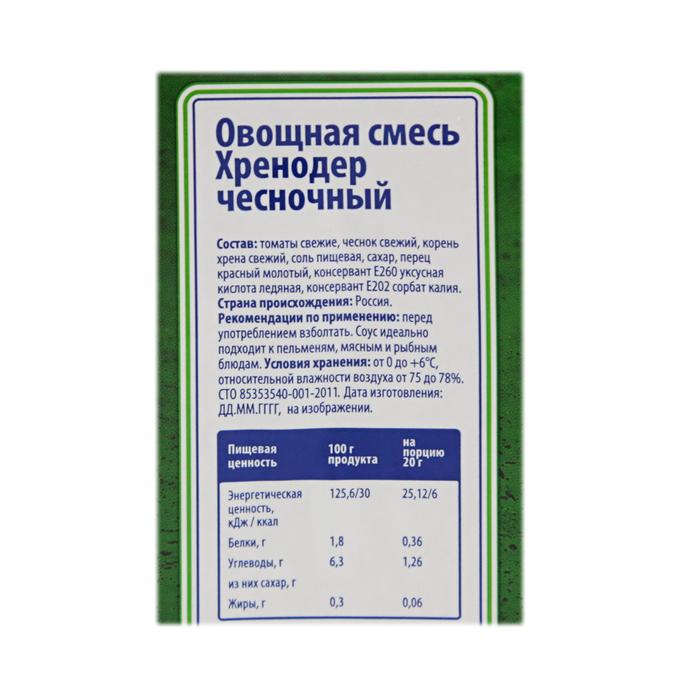 Овощная смесь
Хренодер
чесночный
Состав: томаты свежие, чеснок свежий, корень
хрена свежий, соль пищевая, сахар, перец
красный молотый, консервант Е260 уксусная
кислота ледяная, консервант Е202 сорбат калия.
Страна происхождения: Россия.
Рекомендации по применению: перед
употреблением взболтать. Соус идеально
подходит к пельменям, мясным и рыбным
блюдам. Условия хранения: от 0 до +6°С,
относительной влажности воздуха от 75 до 78%.
СТО 85353540-001-2011. Дата изготовления:
ДД.ММ.ГГГГ, на изображении.
Пищевая ценность 100 г продукта на порцию 20 г
Энергетическая ценность, кДж / ккал 125,6/30 25,12/6
Белки, г 1,8 0,36
Углеводы, г 6,3 1,26
из них сахар, г
Жиры, г 0,3 0,06